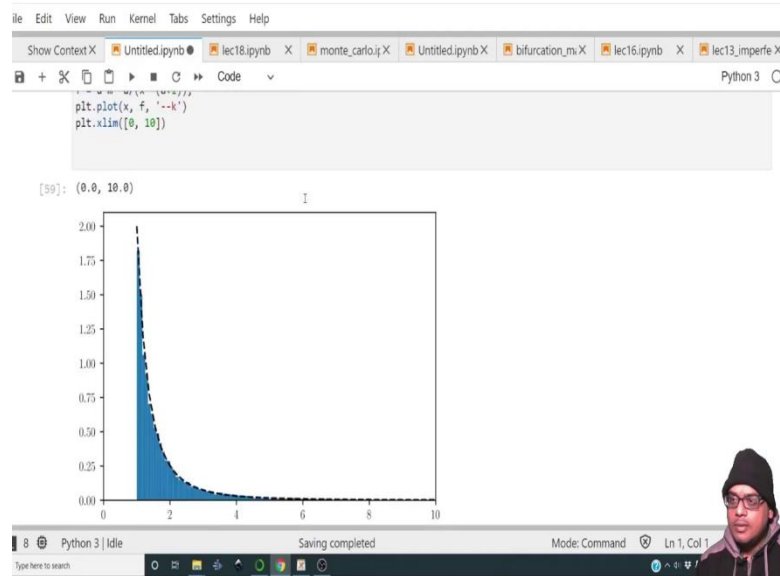 ile Edit View Run Kernel Tabs Settings Help
Show Context X Untitled.ipynb lec18.ipynb X monte_carlo.ip X Untitled.ipynb X bifurcation_ma X lec16.ipynb X lec13_imperfe X
Code Python 3
plt.plot(x, f, '--k')
plt.xlim([0, 10])
[59]: (0.0, 10.0)
2.00
1.75
1.50
1.25
1.00
0.75
0.50
0.25
0.00
0 2 4 6 8 10
8 Python 3 | Idle Saving completed Mode: Command Ln 1, Col 1
Type here to search